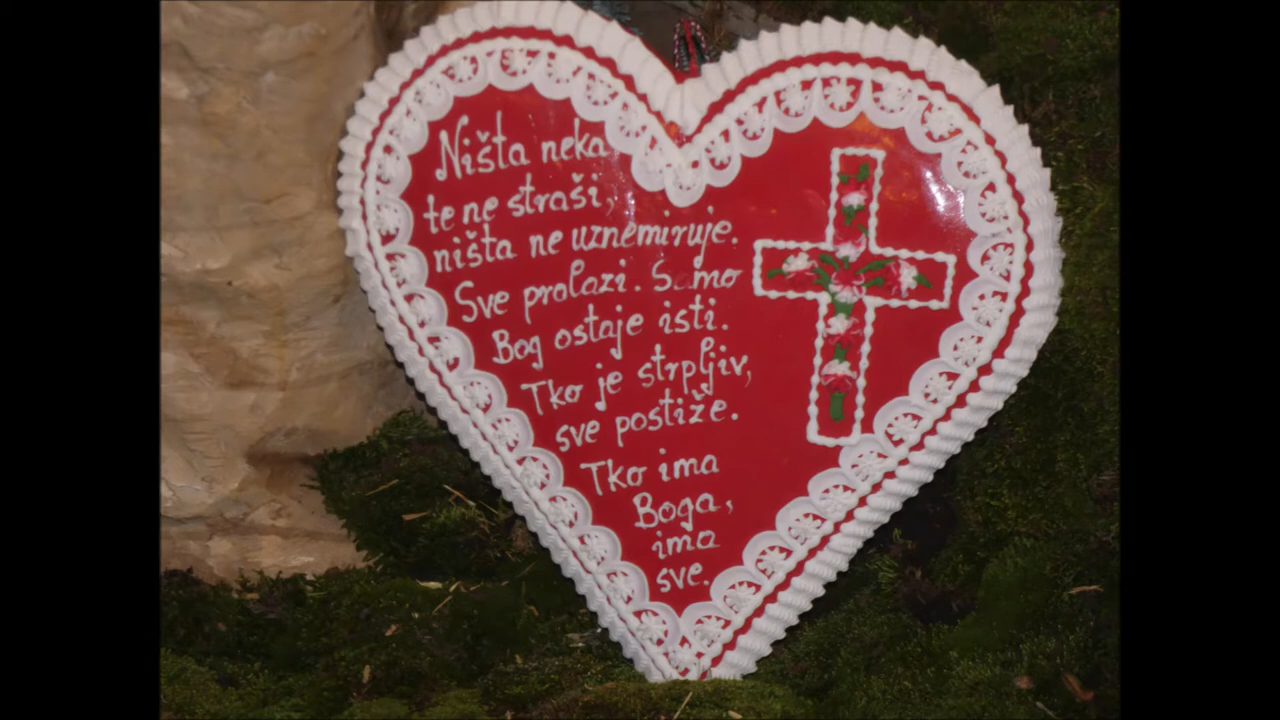 Ništa neka
te ne straši,
ništa ne uznemiruje.
Sve prolazi. Samo
Bog ostaje isti.
Tko je strpljiv,
sve postiže.
Tko ima
Boga,
ima
sve.